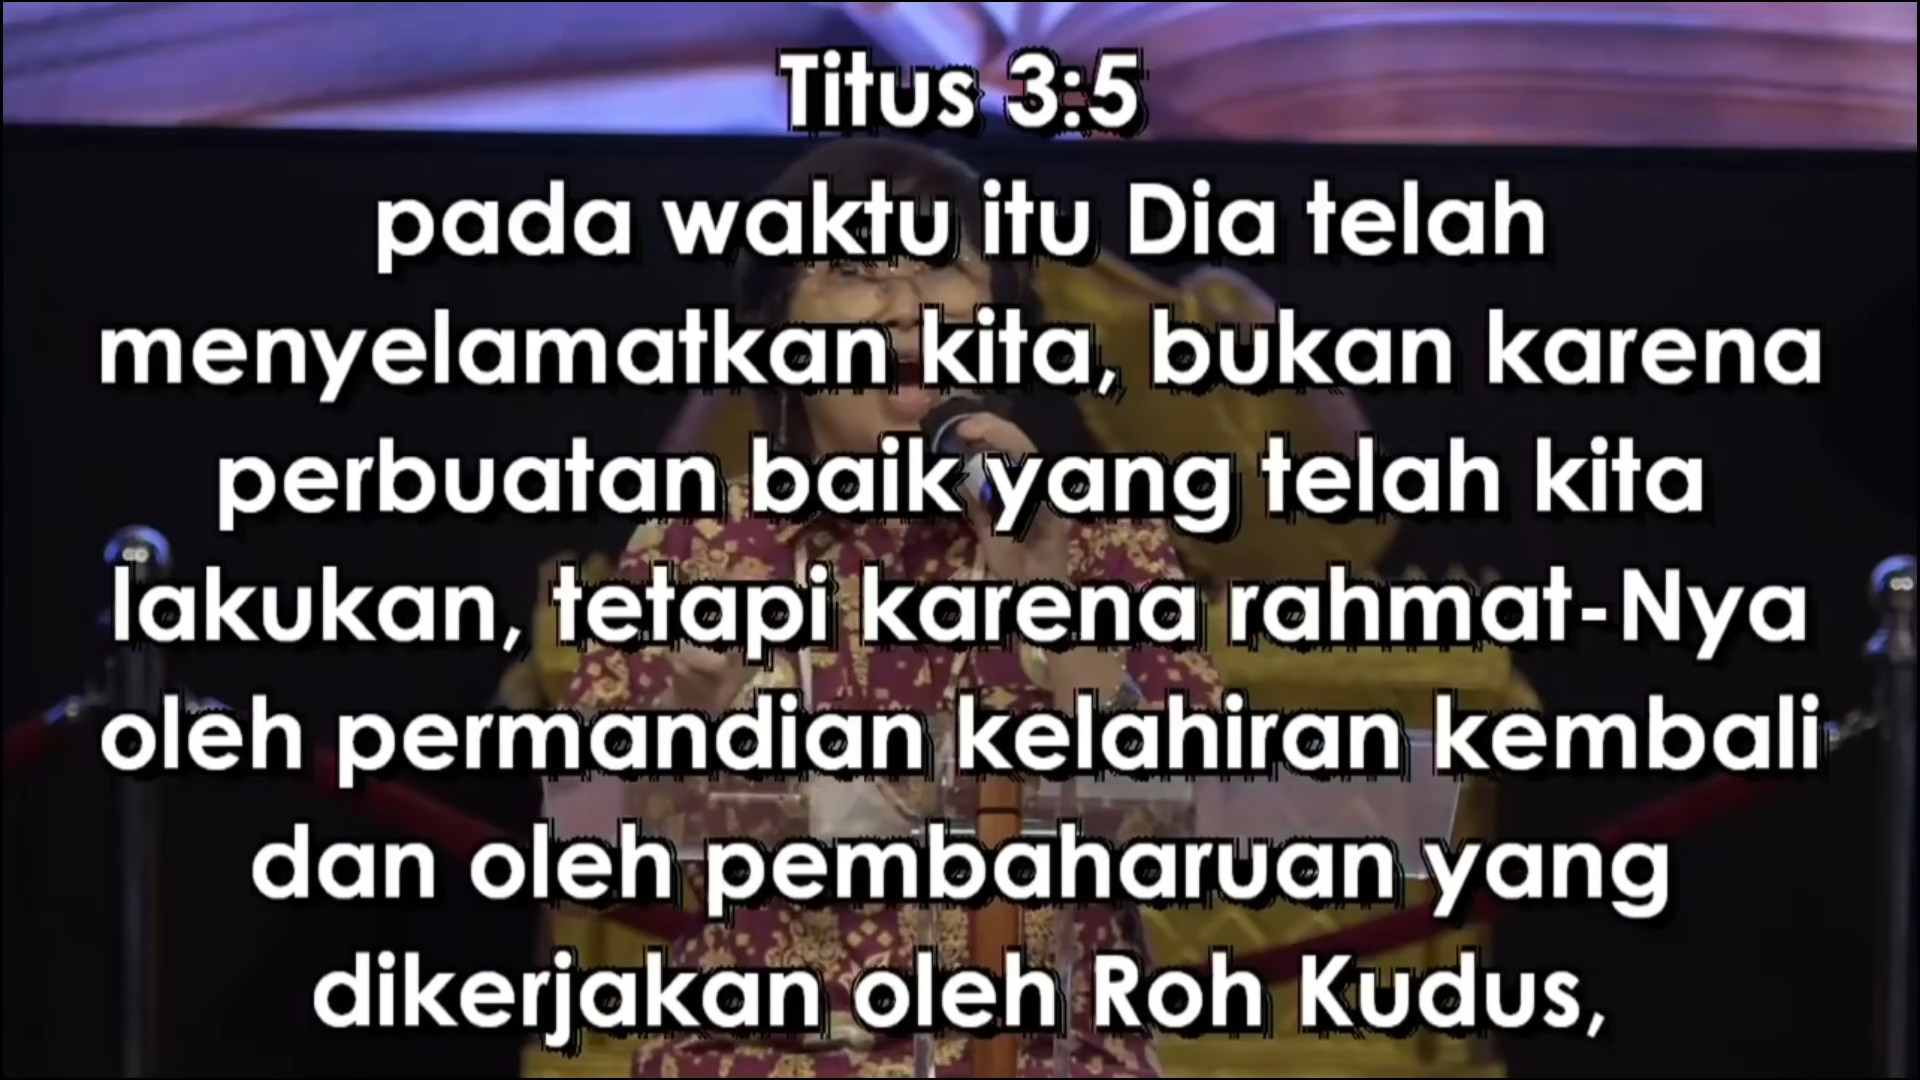 Titus 3:5
pada waktu itu Dia telah
menyelamatkan kita, bukan karena
perbuatan baik yang telah kita
lakukan, tetapi karena rahmat-Nya
oleh permandian kelahiran kembali
dan oleh pembaharuan yang
dikerjakan oleh Roh Kudus,